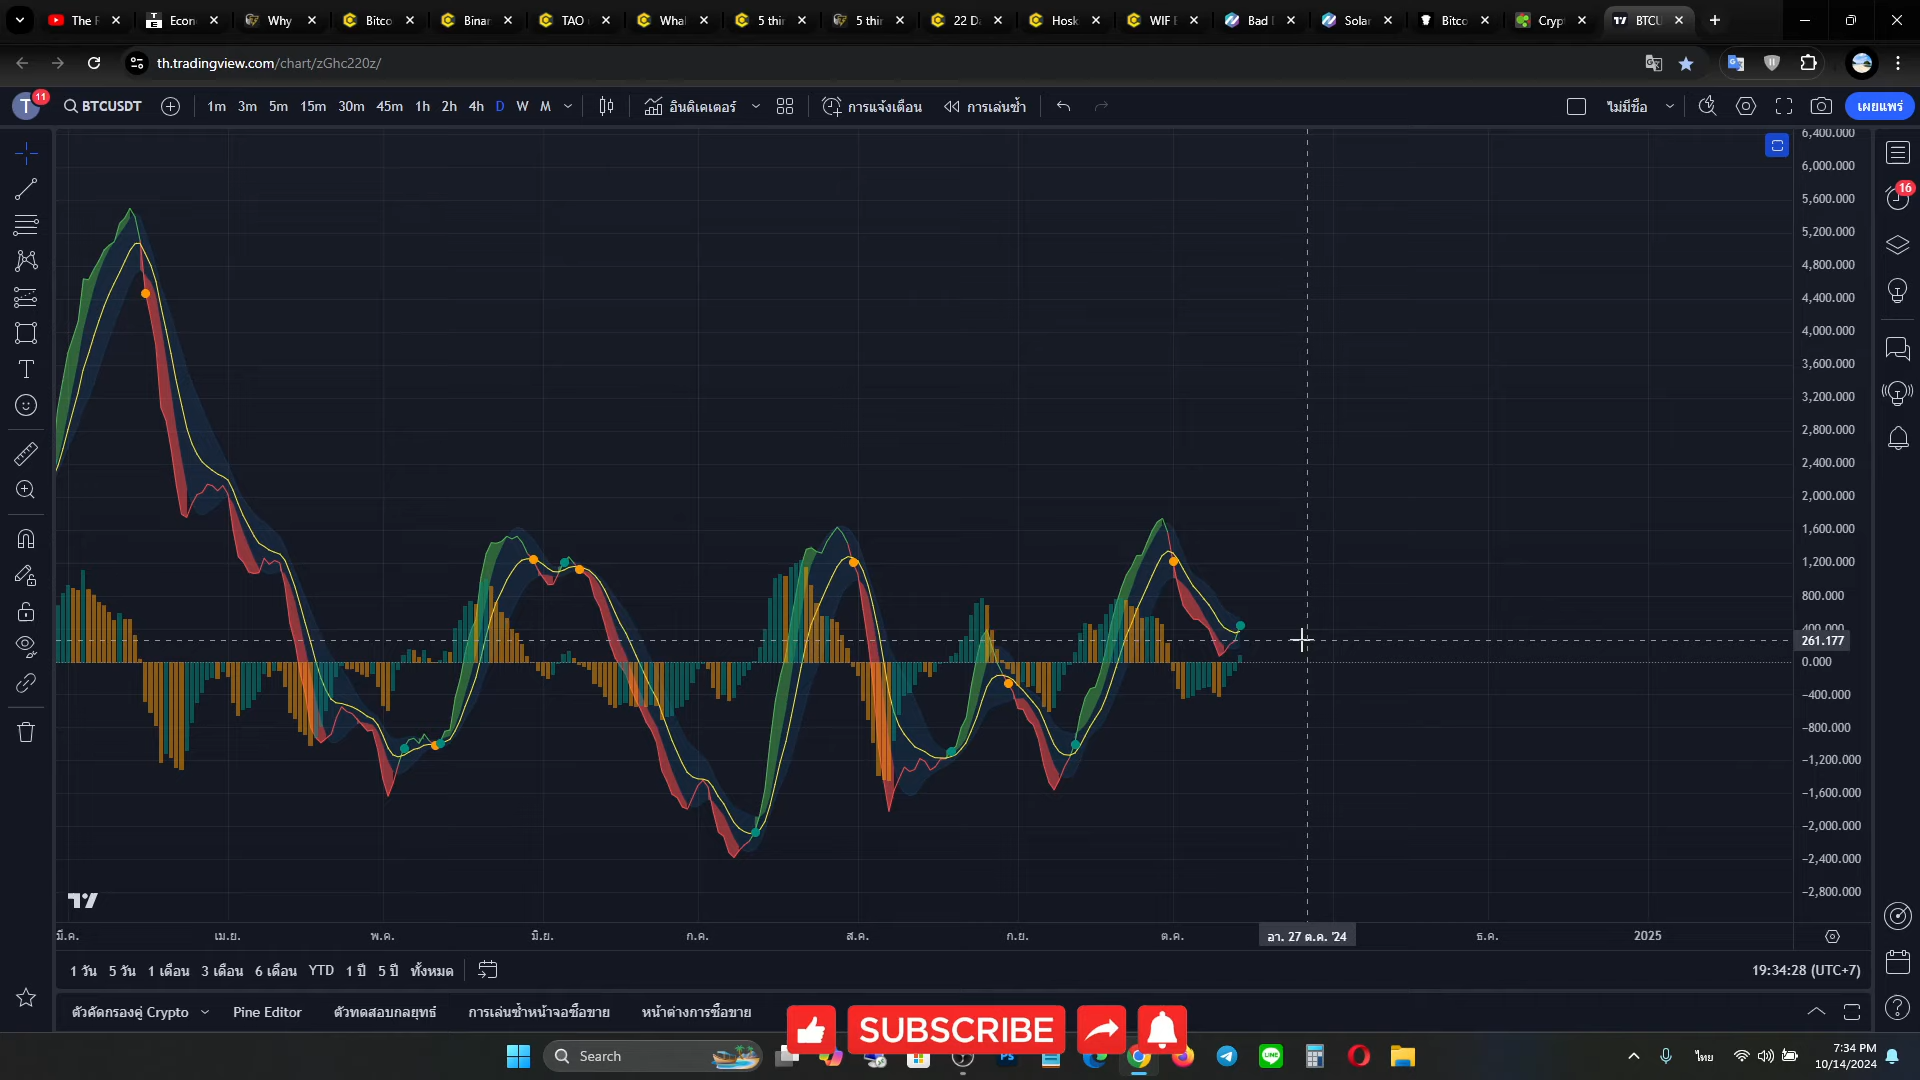 The F
Econ
Why
Bitco
Binar
TAO
Whal
5 thir
5 thir
22 D
Hosk
WIF E
Bad
Solar
Bitco
Cryp
BTCU
th.tradingview.com/chart/zGhc220z/
T 11 BTCUSDT 1m 3m 5m 15m 30m 45m 1h 2h 4h D W M อินดิเคเตอร์ การแจ้งเตือน การเล่นซ้ำ ไม่มีชื่อ เผยแพร่
6,400.000
6,000.000
16
5,600.000
5,200.000
4,800.000
4,400.000
4,000.000
3,600.000
3,200.000
2,800.000
2,400.000
2,000.000
1,600.000
1,200.000
800.000
400.000
261.177
0.000
−400.000
−800.000
−1,200.000
−1,600.000
−2,000.000
−2,400.000
−2,800.000
มี.ค. เม.ย. พ.ค. มิ.ย. ก.ค. ส.ค. ก.ย. ต.ค. อา. 27 ต.ค. '24 ธ.ค. 2025
1 วัน 5 วัน 1 เดือน 3 เดือน 6 เดือน YTD 1 ปี 5 ปี ทั้งหมด 19:34:28 (UTC+7)
ตัวคัดกรองคู่ Crypto Pine Editor ตัวทดสอบกลยุทธ์ การเล่นซ้ำหน้าจอซื้อขาย หน้าต่างการซื้อขาย
SUBSCRIBE
Search
Ps
LINE
ไทย
7:34 PM
10/14/2024